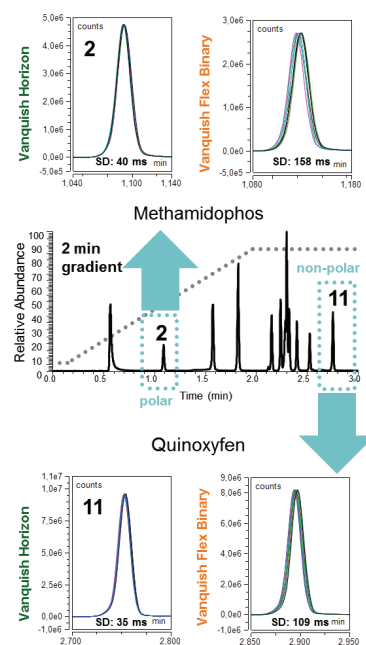 5,0e6
counts
2
4,0e6
3,0e6
2,0e6
1,0e6
0,0e0
-5,0e5
SD: 40 ms
min
1,040
1,100
1,140
Vanquish Horizon
3,0e6
counts
2,0e6
1,0e6
0,0e0
-5,0e5
SD: 158 ms
min
1,080
1,180
Vanquish Flex Binary
Methamidophos
100
90
80
70
60
50
40
30
20
10
0
Relative Abundance
2 min
gradient
2
polar
non-polar
11
0.0
0.5
1.0
1.5
2.0
2.5
3.0
Time (min)
Quinoxyfen
1,1e7
counts
1,0e7
11
7,5e6
5,0e6
2,5e6
0,0e0
-1,0e6
SD: 35 ms
min
2.700
2.800
Vanquish Horizon
9,0e6
counts
8,0e6
6,0e6
4,0e6
2,0e6
0,0e0
-1,0e6
SD: 109 ms
min
2.850
2.900
2.950
Vanquish Flex Binary